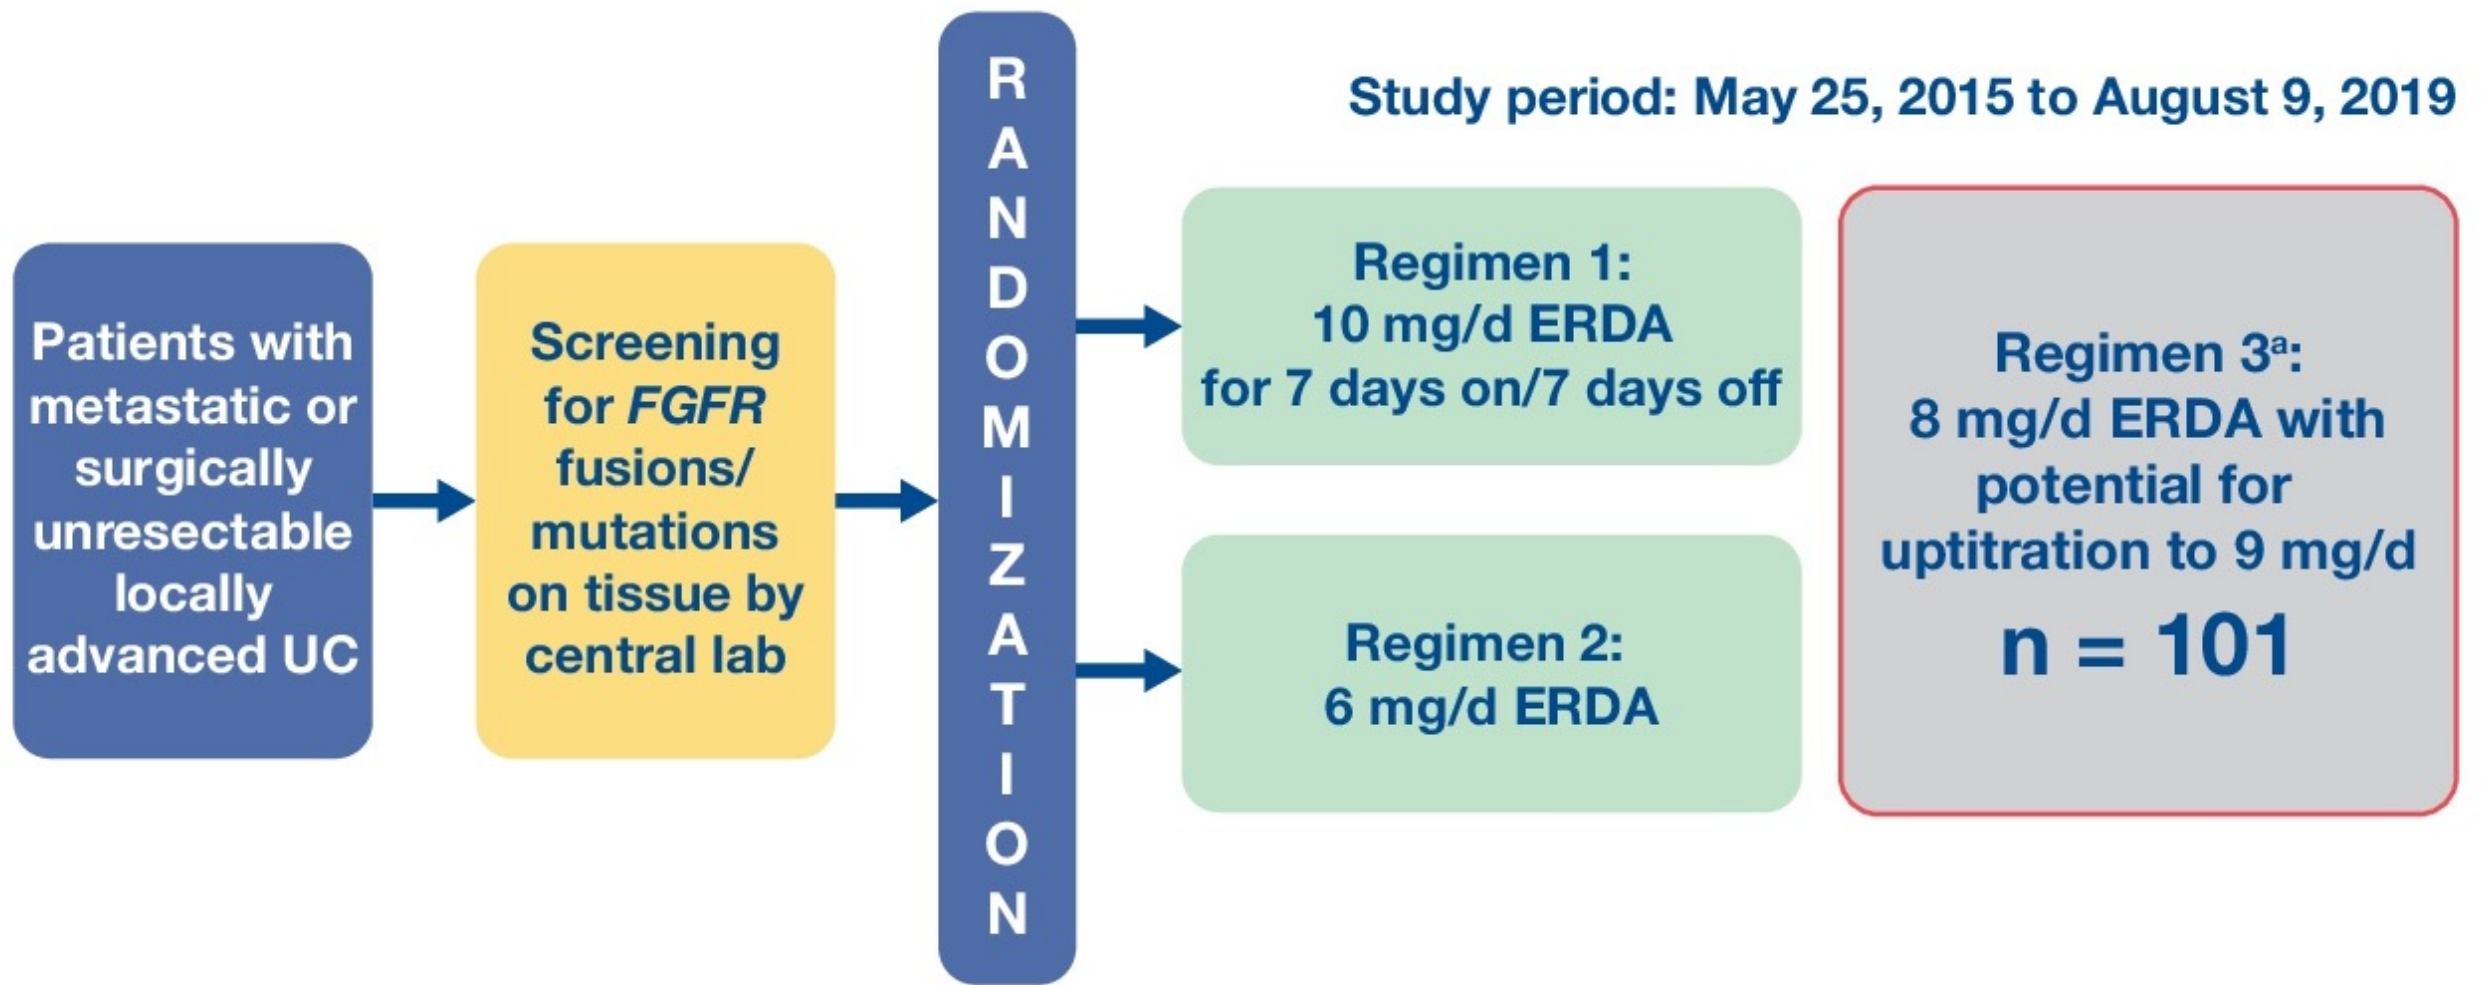 Patients with
metastatic or
surgically
unresectable
locally
advanced UC
Screening
for FGFR
fusions/
mutations
on tissue by
central lab
RANDOMIZATION
Study period: May 25, 2015 to August 9, 2019
Regimen 1:
10 mg/d ERDA
for 7 days on/7 days off
Regimen 2:
6 mg/d ERDA
Regimen 3ᵃ:
8 mg/d ERDA with
potential for
uptitration to 9 mg/d
n = 101